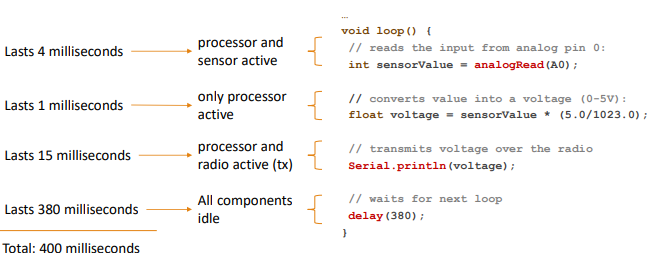 …
void loop() {
Lasts 4 milliseconds
processor and
sensor active
// reads the input from analog pin 0:
int sensorValue = analogRead(A0);
Lasts 1 milliseconds
only processor
active
// converts value into a voltage (0-5V):
float voltage = sensorValue * (5.0/1023.0);
Lasts 15 milliseconds
processor and
radio active (tx)
// transmits voltage over the radio
Serial.println(voltage);
Lasts 380 milliseconds
All components
idle
// waits for next loop
delay(380);
}
Total: 400 milliseconds